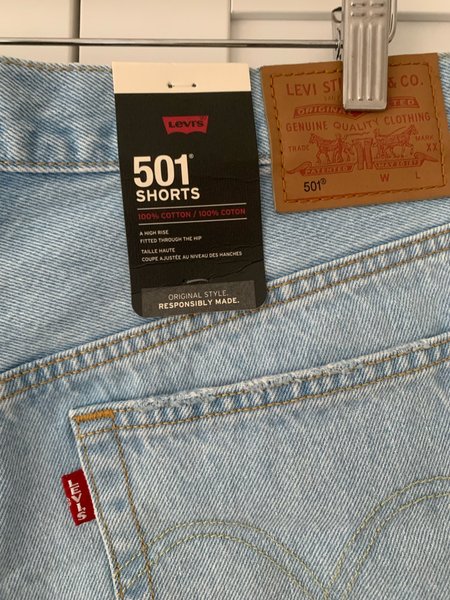 Levi's
501®
SHORTS
100% COTTON / 100% COTON
A HIGH RISE
FITTED THROUGH THE HIP
TAILLE HAUTE
COUPE AJUSTÉE AU NIVEAU DES HANCHES
ORIGINAL STYLE.
RESPONSIBLY MADE.
LEVI & CO.
ORIGINAL
GENUINE QUALITY CLOTHING
TRADE MARK
XX
PATENTED
501® W L
LEVI'S